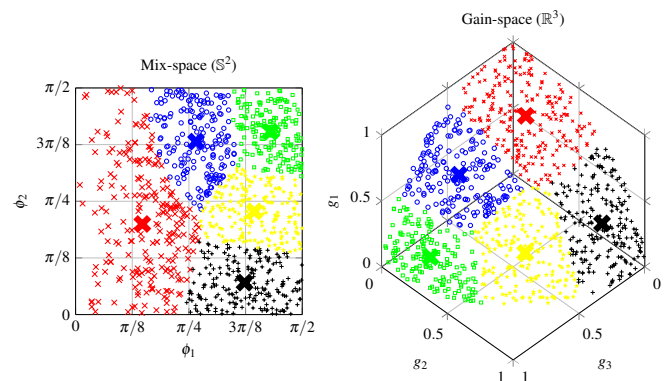 Mix-space (𝕊²)
π/2
3π/8
π/4
π/8
0
ϕ₂
0 π/8 π/4 3π/8 π/2
ϕ₁
Gain-space (ℝ³)
1
0.5
0
g₁
0 0
0.5 0.5
1 1
g₂ g₃